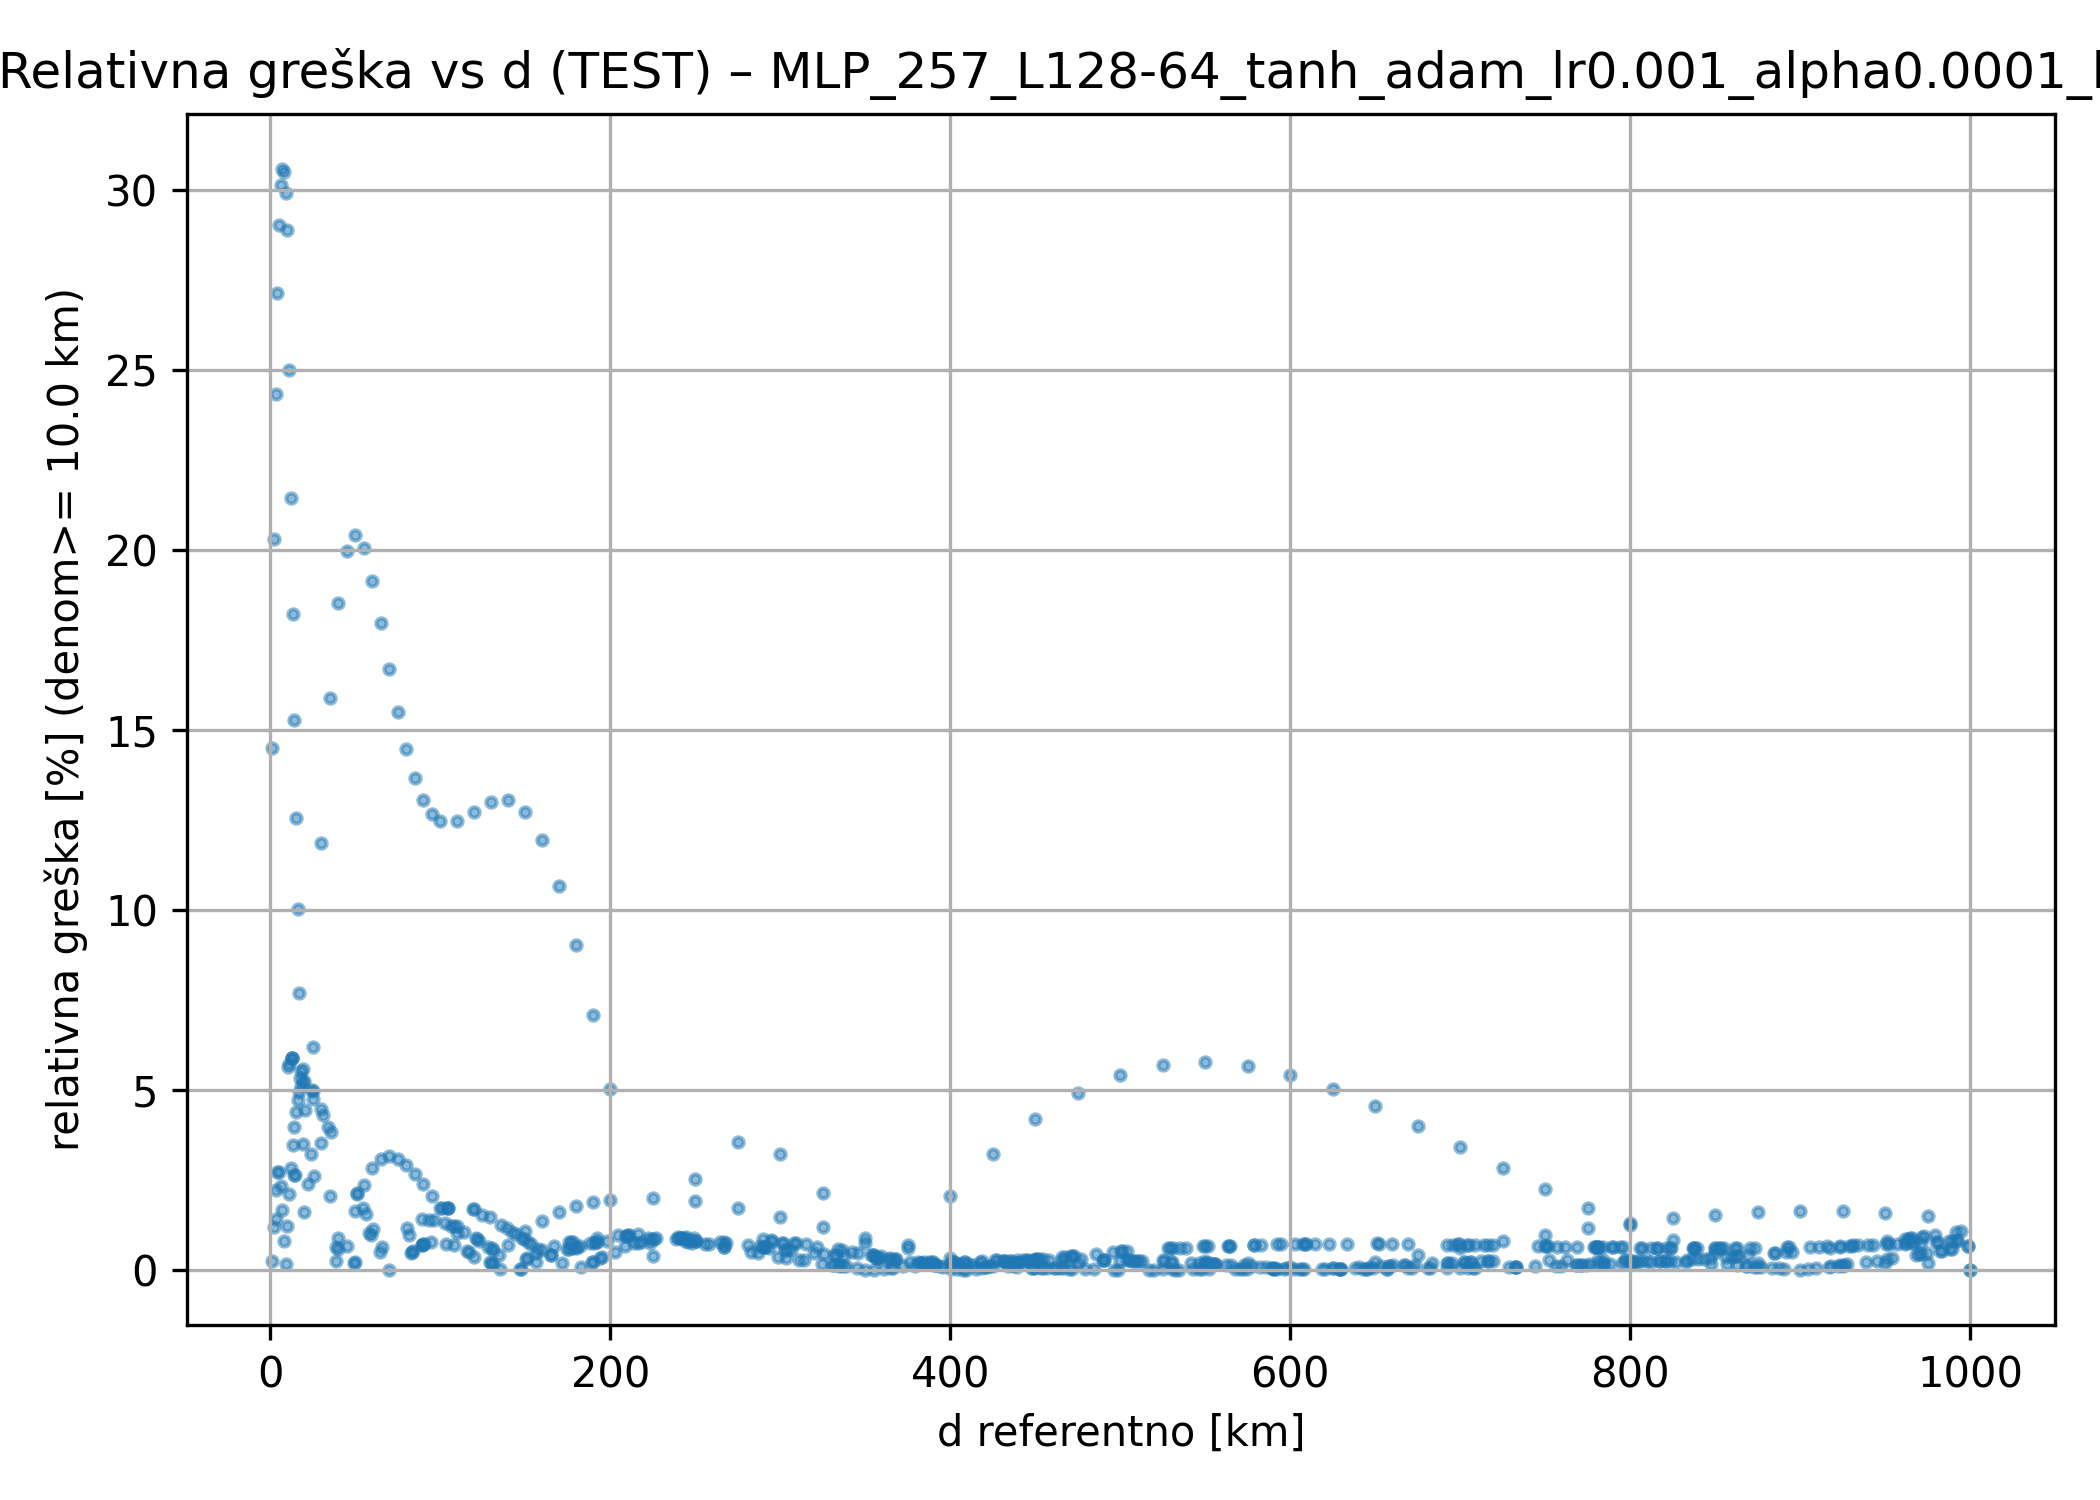 Relativna greška vs d (TEST) – MLP_257_L128-64_tanh_adam_lr0.001_alpha0.0001_
relativna greška [%] (denom>= 10.0 km)
30
25
20
15
10
5
0
0 200 400 600 800 1000
d referentno [km]